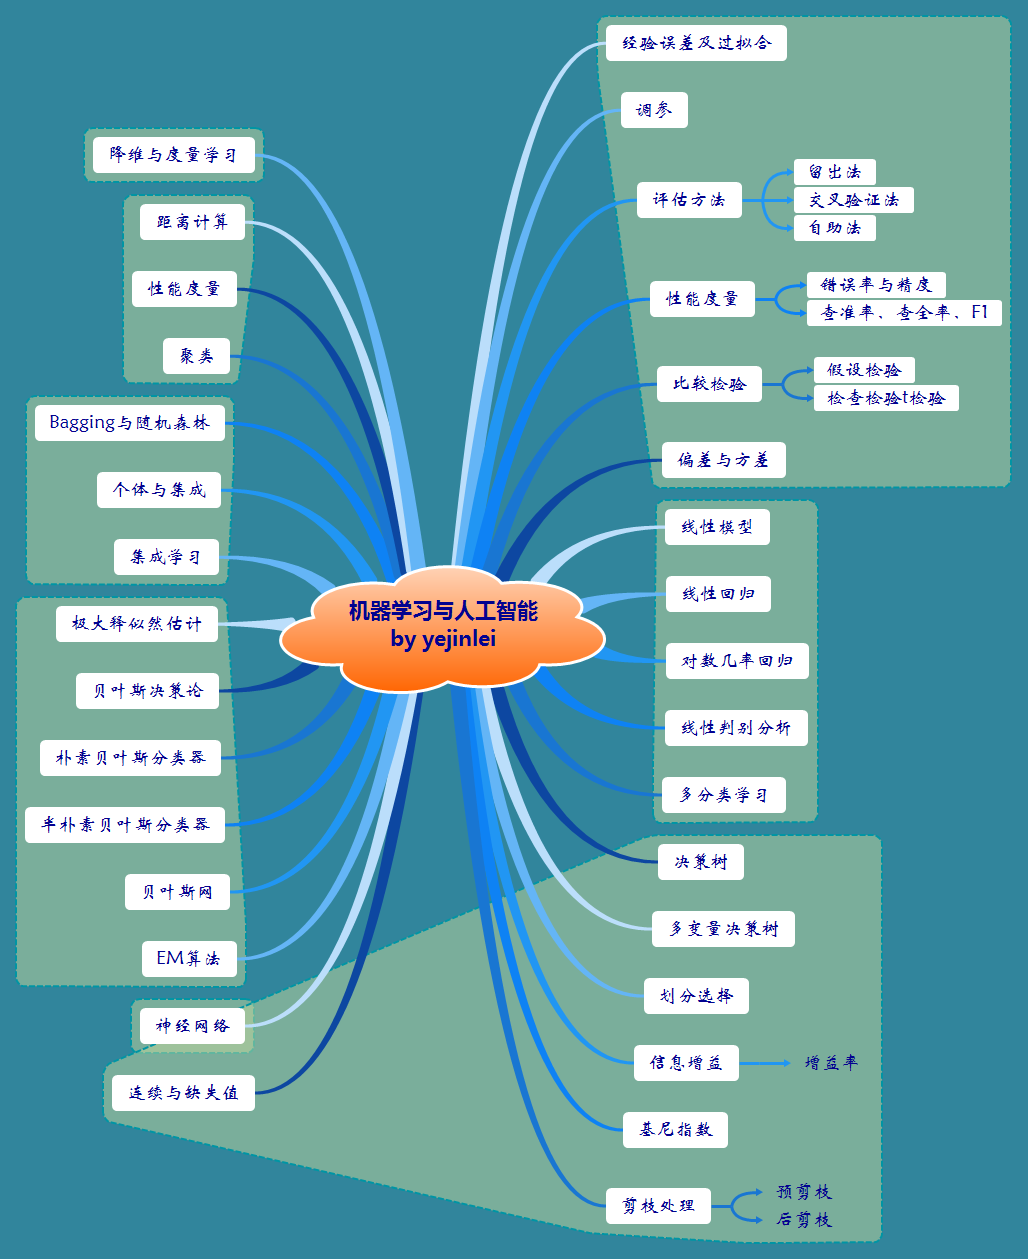 机器学习与人工智能
by yejinlei
经验误差及过拟合
调参
评估方法
留出法
交叉验证法
自助法
性能度量
错误率与精度
查准率、查全率、F1
比较检验
假设检验
检查检验t检验
偏差与方差
线性模型
线性回归
对数几率回归
线性判别分析
多分类学习
决策树
多变量决策树
划分选择
信息增益
增益率
基尼指数
剪枝处理
预剪枝
后剪枝
降维与度量学习
距离计算
性能度量
聚类
Bagging与随机森林
个体与集成
集成学习
极大释似然估计
贝叶斯决策论
朴素贝叶斯分类器
半朴素贝叶斯分类器
贝叶斯网
EM算法
神经网络
连续与缺失值